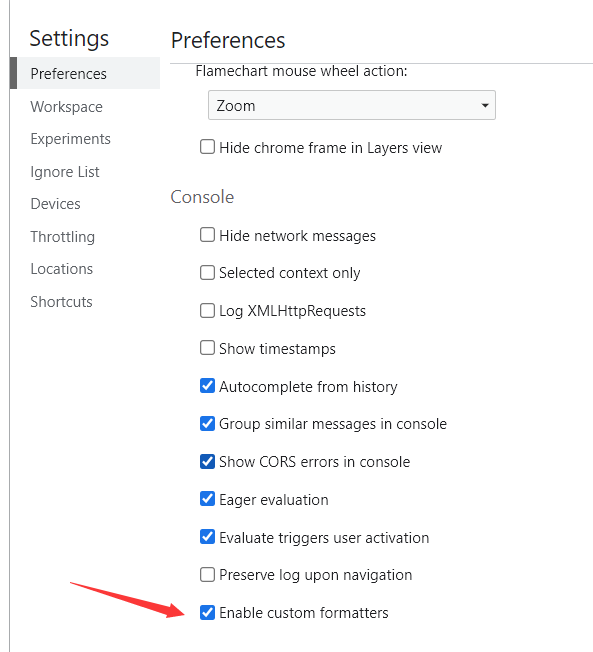 Settings
Preferences
Workspace
Experiments
Ignore List
Devices
Throttling
Locations
Shortcuts
Preferences
Flamechart mouse wheel action:
Zoom
Hide chrome frame in Layers view
Console
Hide network messages
Selected context only
Log XMLHttpRequests
Show timestamps
Autocomplete from history
Group similar messages in console
Show CORS errors in console
Eager evaluation
Evaluate triggers user activation
Preserve log upon navigation
Enable custom formatters